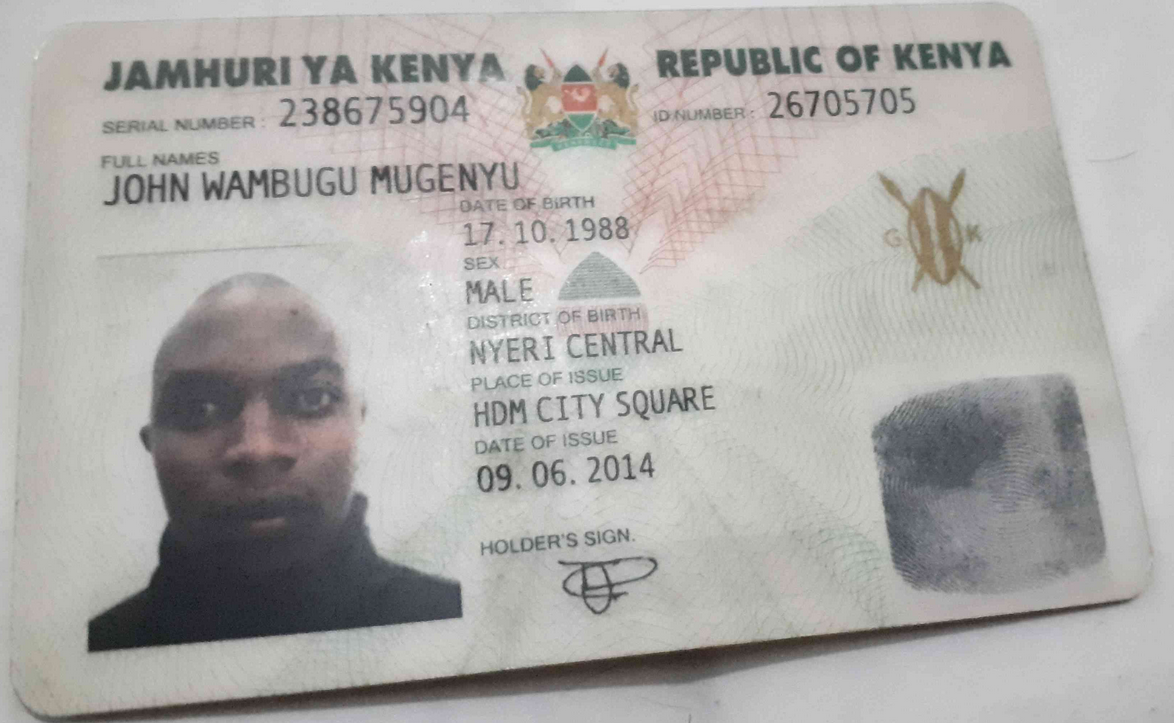 JAMHURI YA KENYA
REPUBLIC OF KENYA
SERIAL NUMBER : 238675904
ID NUMBER : 26705705
FULL NAMES
JOHN WAMBUGU MUGENYU
DATE OF BIRTH
17. 10. 1988
SEX
MALE
DISTRICT OF BIRTH
NYERI CENTRAL
PLACE OF ISSUE
HDM CITY SQUARE
DATE OF ISSUE
09. 06. 2014
HOLDER'S SIGN.
G K